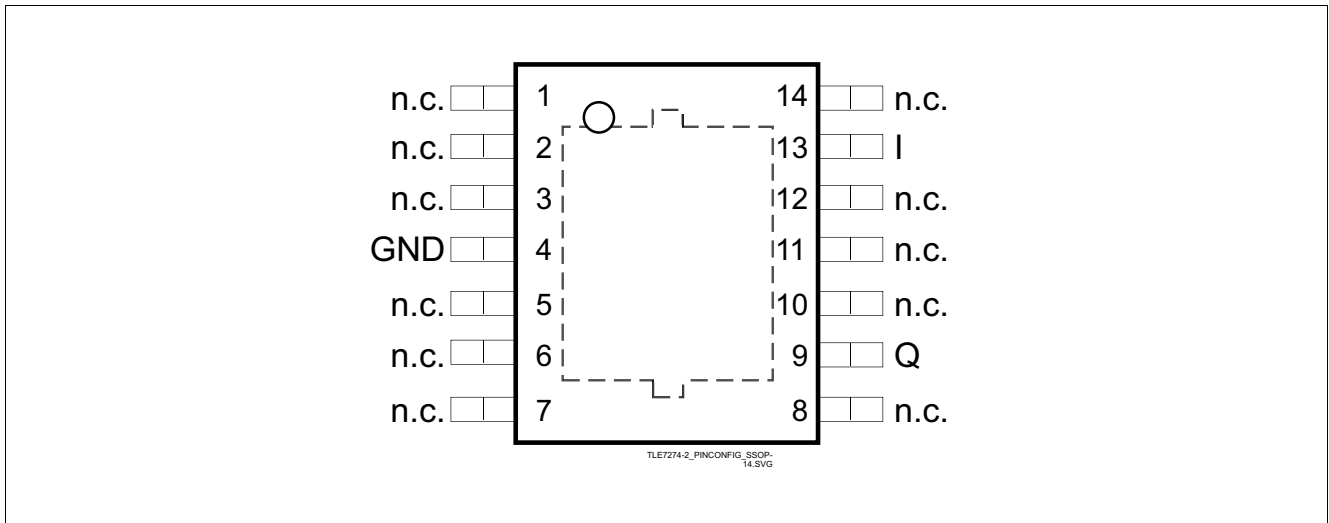 n.c. 1 14 n.c.
n.c. 2 13 I
n.c. 3 12 n.c.
GND 4 11 n.c.
n.c. 5 10 n.c.
n.c. 6 9 Q
n.c. 7 8 n.c.
TLE7274-2_PINCONFIG_SSOP-
14.SVG